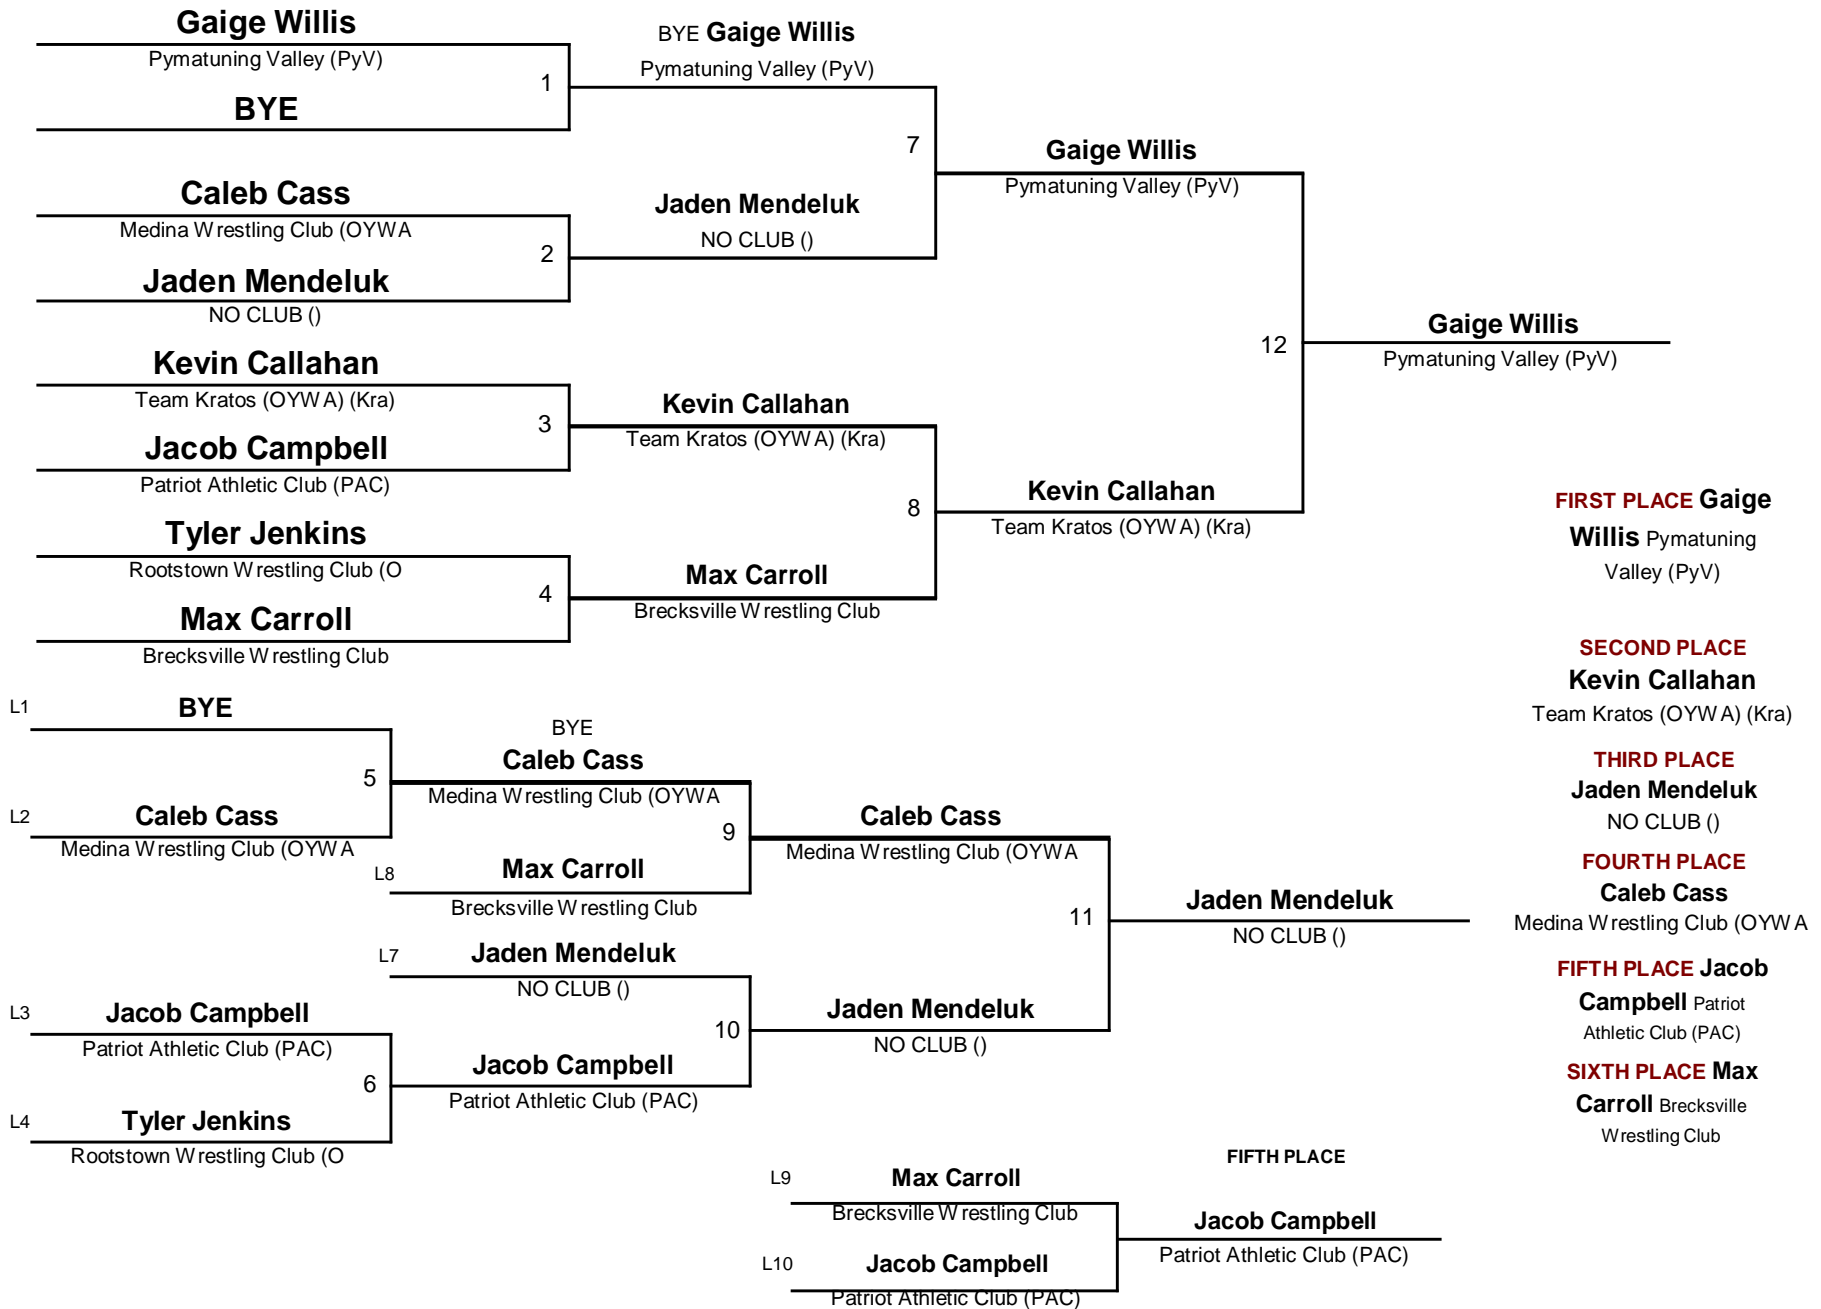 Gaige Willis
Pymatuning Valley (PyV)
1
BYE
BYE Gaige Willis
Pymatuning Valley (PyV)
7
Caleb Cass
Medina Wrestling Club (OYWA
2
Jaden Mendeluk
NO CLUB ()
Jaden Mendeluk
NO CLUB ()
Gaige Willis
Pymatuning Valley (PyV)
12
Gaige Willis
Pymatuning Valley (PyV)
Kevin Callahan
Team Kratos (OYWA) (Kra)
3
Jacob Campbell
Patriot Athletic Club (PAC)
Kevin Callahan
Team Kratos (OYWA) (Kra)
8
Kevin Callahan
Team Kratos (OYWA) (Kra)
Tyler Jenkins
Rootstown Wrestling Club (O
4
Max Carroll
Brecksville Wrestling Club
Max Carroll
Brecksville Wrestling Club
L1
BYE
5
L2
Caleb Cass
Medina Wrestling Club (OYWA
BYE
Caleb Cass
Medina Wrestling Club (OYWA
9
L8
Max Carroll
Brecksville Wrestling Club
Caleb Cass
Medina Wrestling Club (OYWA
11
Jaden Mendeluk
NO CLUB ()
L7
Jaden Mendeluk
NO CLUB ()
10
Jaden Mendeluk
NO CLUB ()
L3
Jacob Campbell
Patriot Athletic Club (PAC)
6
Jacob Campbell
Patriot Athletic Club (PAC)
L4
Tyler Jenkins
Rootstown Wrestling Club (O
L9
Max Carroll
Brecksville Wrestling Club
L10
Jacob Campbell
Patriot Athletic Club (PAC)
FIFTH PLACE
Jacob Campbell
Patriot Athletic Club (PAC)
FIRST PLACE Gaige
Willis Pymatuning
Valley (PyV)
SECOND PLACE
Kevin Callahan
Team Kratos (OYWA) (Kra)
THIRD PLACE
Jaden Mendeluk
NO CLUB ()
FOURTH PLACE
Caleb Cass
Medina Wrestling Club (OYWA
FIFTH PLACE Jacob
Campbell Patriot
Athletic Club (PAC)
SIXTH PLACE Max
Carroll Brecksville
Wrestling Club